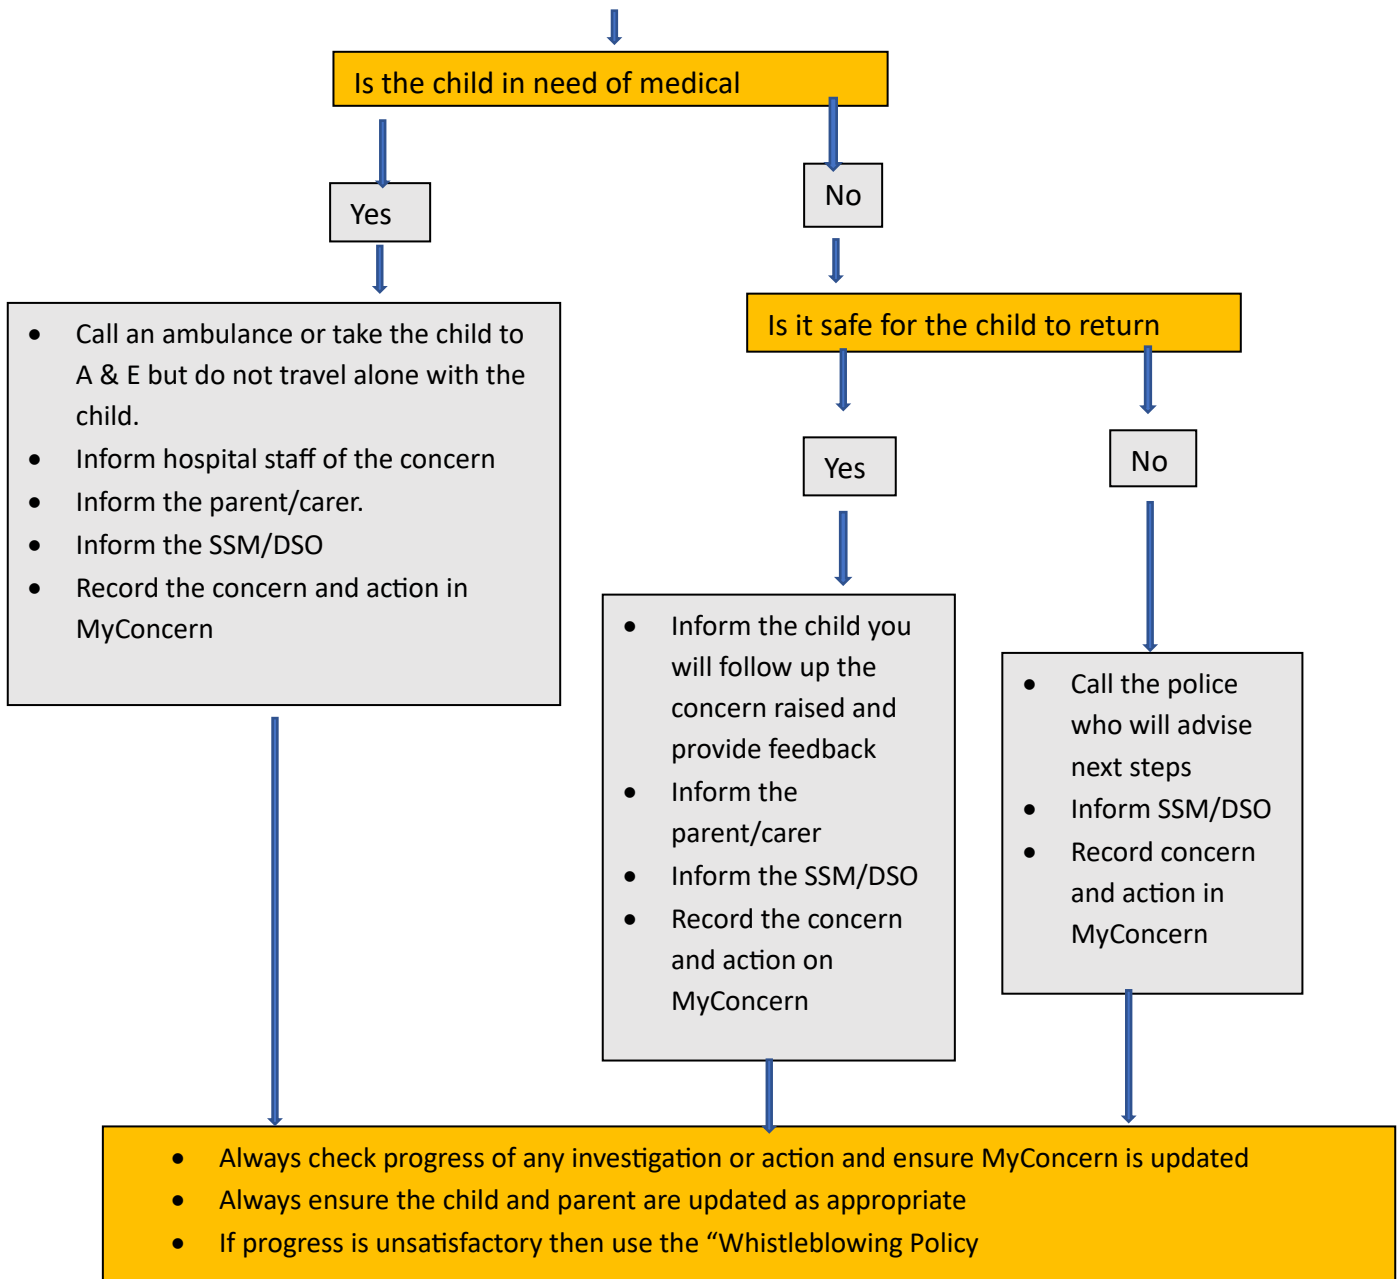 Is the child in need of medical
Yes
No
• Call an ambulance or take the child to
A & E but do not travel alone with the
child.
• Inform hospital staff of the concern
• Inform the parent/carer.
• Inform the SSM/DSO
• Record the concern and action in
MyConcern
Is it safe for the child to return
Yes
No
• Inform the child you
will follow up the
concern raised and
provide feedback
• Inform the
parent/carer
• Inform the SSM/DSO
• Record the concern
and action on
MyConcern
• Call the police
who will advise
next steps
• Inform SSM/DSO
• Record concern
and action in
MyConcern
• Always check progress of any investigation or action and ensure MyConcern is updated
• Always ensure the child and parent are updated as appropriate
• If progress is unsatisfactory then use the “Whistleblowing Policy